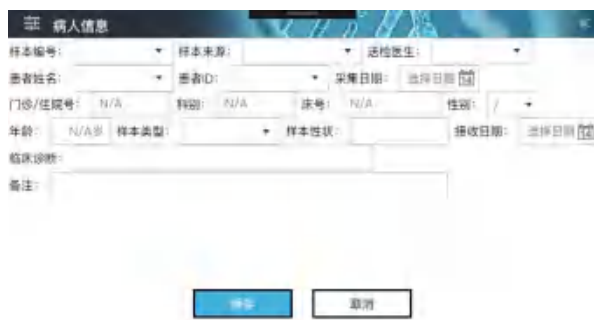 病人信息
样本编号: 样本来源: 送检医生:
患者姓名: 患者ID: 采集日期: 选择日期 14
门诊/住院号: N/A 科别: N/A 床号: N/A 性别: /
年龄: N/A岁 样本类型: 样本性状: 接收日期: 选择日期 14
临床诊断:
备注:
取消